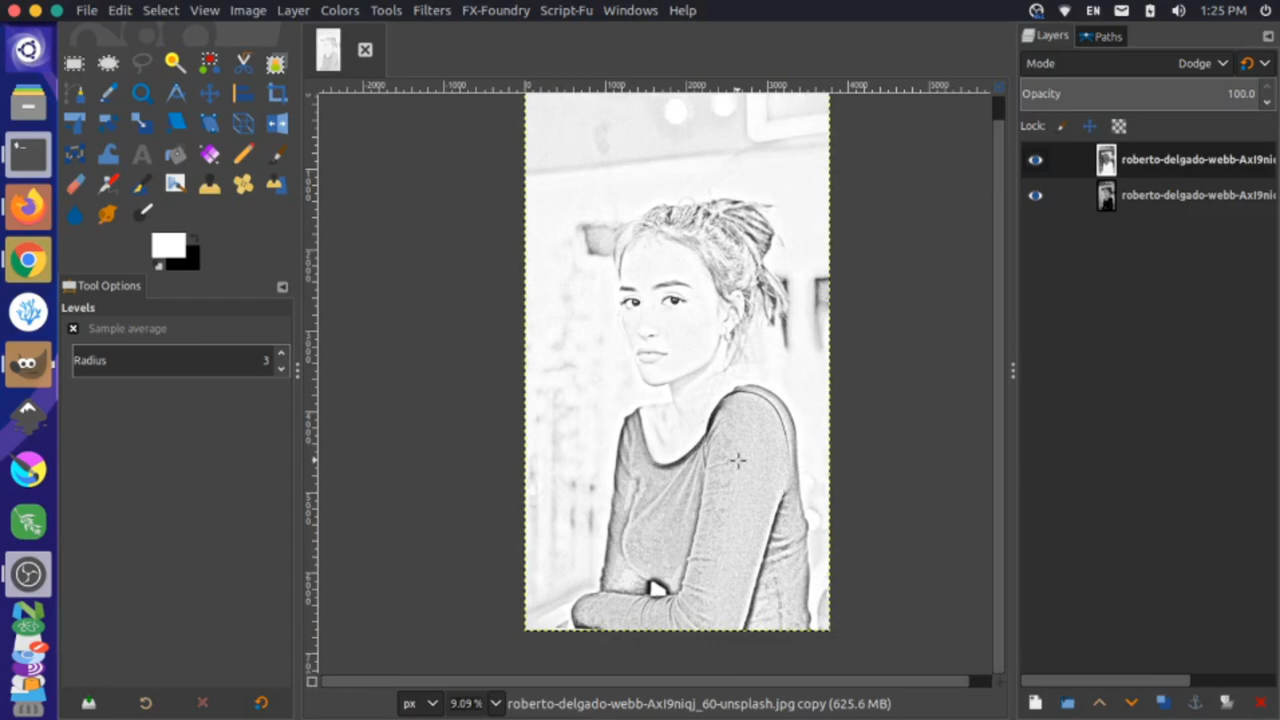 File Edit Select View Image Layer Colors Tools Filters FX-Foundry Script-Fu Windows Help EN 1:25 PM
Layers Paths
Mode Dodge
Opacity 100.0
Lock:
roberto-delgado-webb-AxI9niq
roberto-delgado-webb-AxI9niq
Tool Options
Levels
Sample average
Radius 3
px 9.09 % roberto-delgado-webb-AxI9niqj_60-unsplash.jpg copy (625.6 MB)